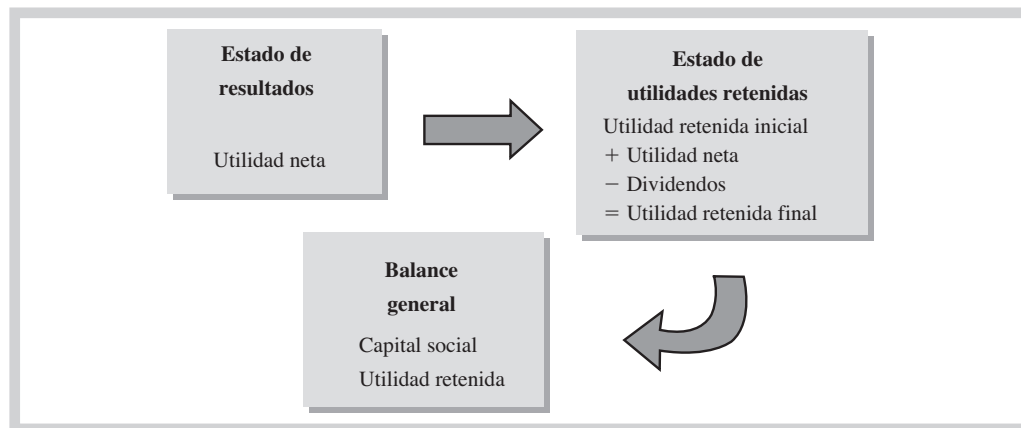 Estado de
resultados
Utilidad neta
Estado de
utilidades retenidas
Utilidad retenida inicial
+ Utilidad neta
− Dividendos
= Utilidad retenida final
Balance
general
Capital social
Utilidad retenida